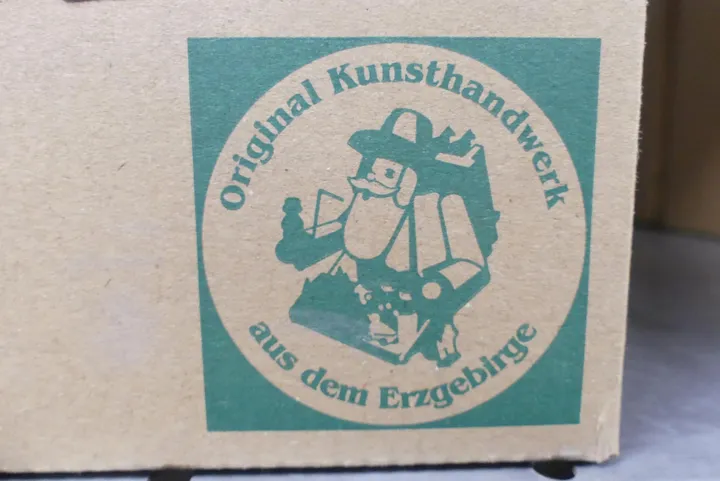 Original Kunsthandwerk
aus dem Erzgebirge